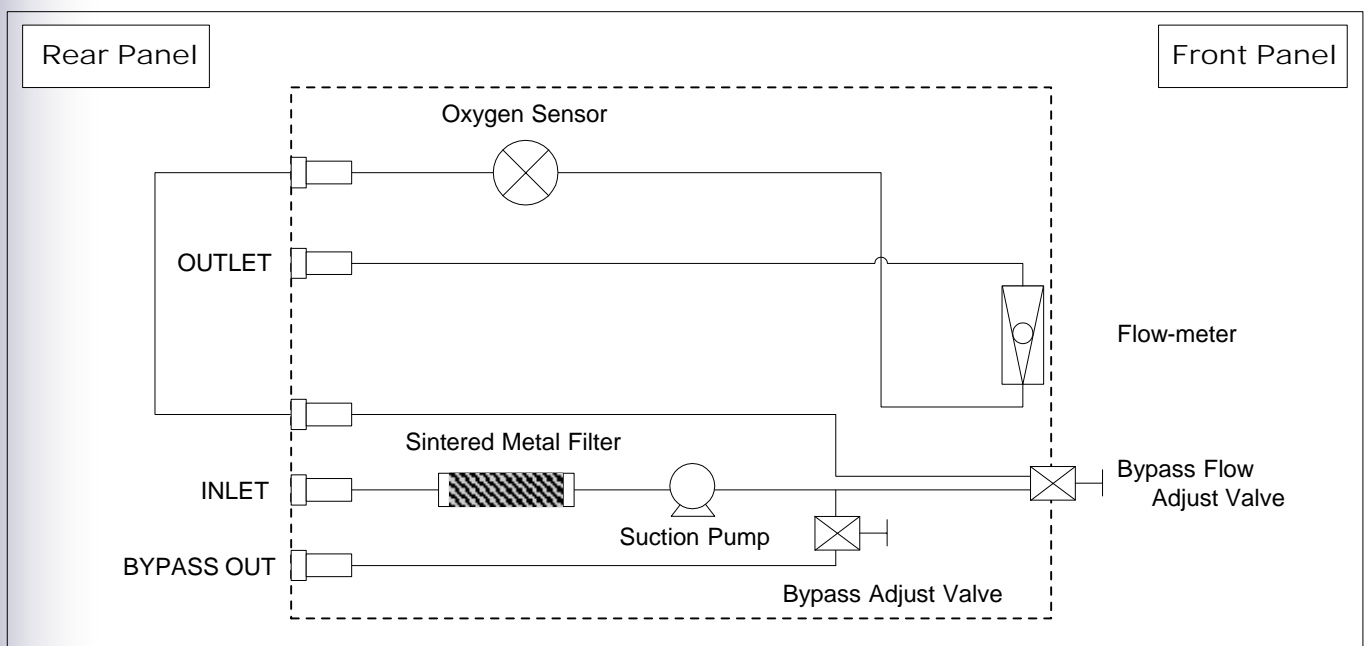 Rear Panel
Front Panel
Oxygen Sensor
OUTLET
Flow-meter
Sintered Metal Filter
INLET
Bypass Flow
Adjust Valve
Suction Pump
BYPASS OUT
Bypass Adjust Valve